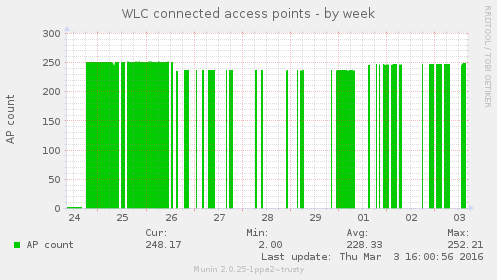 WLC connected access points - by week
RRDTOOL / TOBI OETIKER
AP count
300
250
200
150
100
50
0
24 25 26 27 28 29 01 02 03
Cur: Min: Avg: Max:
AP count 248.17 2.00 228.33 252.21
Last update: Thu Mar 3 16:00:56 2016
Munin 2.0.25-1ppa2~trusty